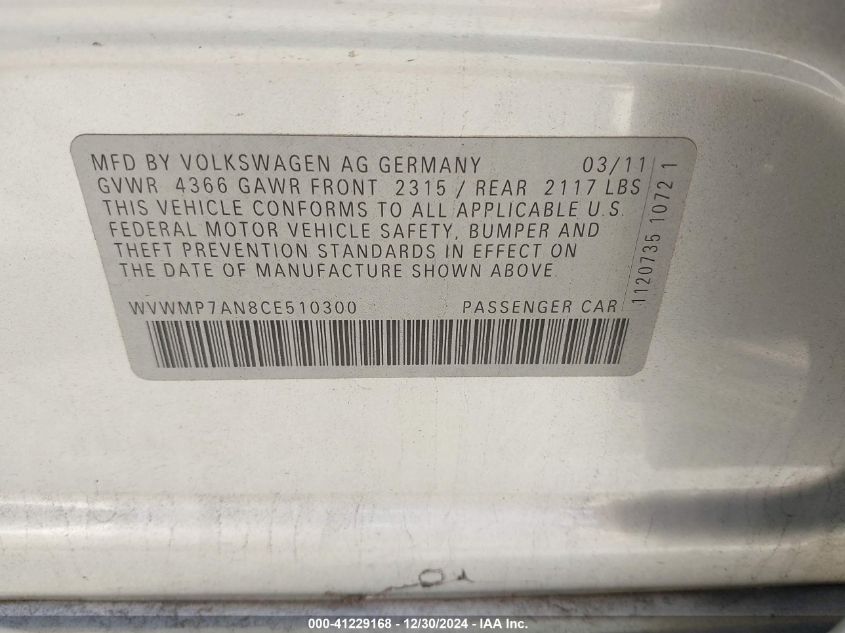 MFD BY VOLKSWAGEN AG GERMANY 03/11
GVWR 4366 GAWR FRONT 2315 / REAR 2117 LBS
THIS VEHICLE CONFORMS TO ALL APPLICABLE U.S.
FEDERAL MOTOR VEHICLE SAFETY, BUMPER AND
THEFT PREVENTION STANDARDS IN EFFECT ON
THE DATE OF MANUFACTURE SHOWN ABOVE
WVWMP7AN8CE510300 PASSENGER CAR
1120735 1072 1
000-41229168 - 12/30/2024 - IAA Inc.